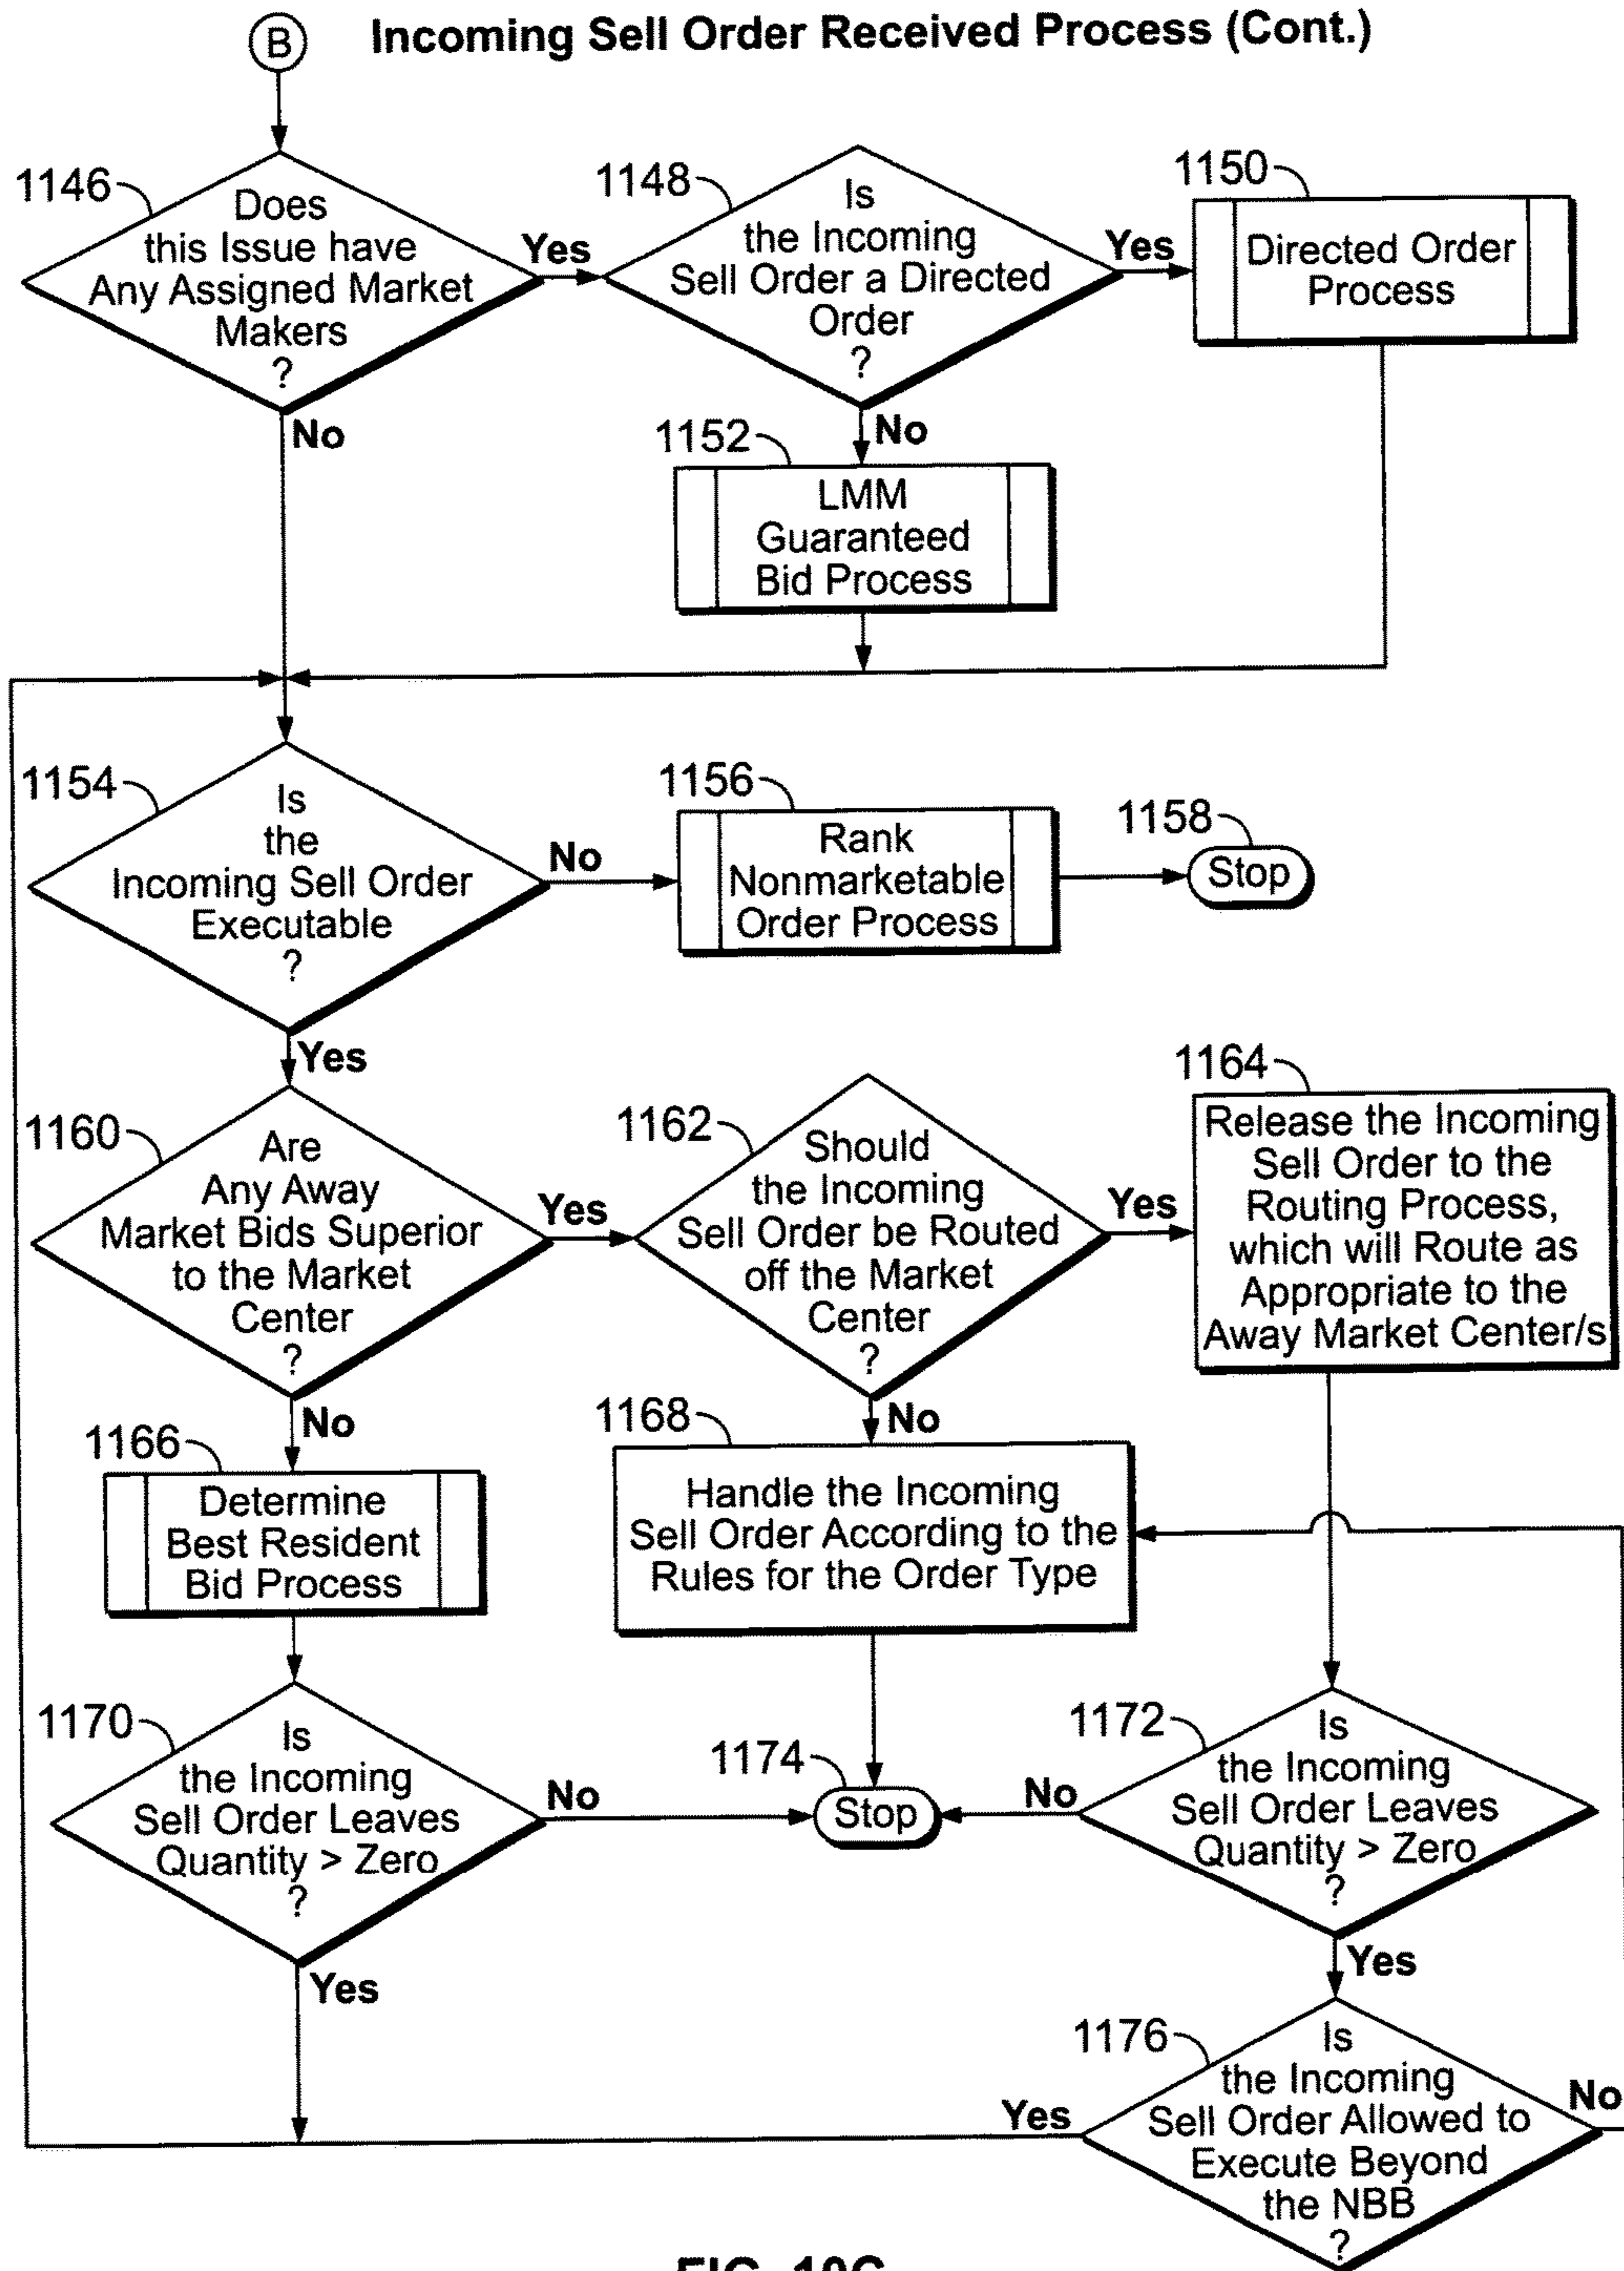 B
Incoming Sell Order Received Process (Cont.)
1146
Does
this Issue have
Any Assigned Market
Makers
?
Yes
No
1148
Is
the Incoming
Sell Order a Directed
Order
?
Yes
No
1150
Directed Order
Process
1152
LMM
Guaranteed
Bid Process
1154
Is
the
Incoming Sell Order
Executable
?
No
Yes
1156
Rank
Nonmarketable
Order Process
1158
Stop
1160
Are
Any Away
Market Bids Superior
to the Market
Center
?
Yes
No
1162
Should
the Incoming
Sell Order be Routed
off the Market
Center
?
Yes
No
1164
Release the Incoming
Sell Order to the
Routing Process,
which will Route as
Appropriate to the
Away Market Center/s
1166
Determine
Best Resident
Bid Process
1168
Handle the Incoming
Sell Order According to the
Rules for the Order Type
1170
Is
the Incoming
Sell Order Leaves
Quantity > Zero
?
No
Yes
1174
Stop
1172
Is
the Incoming
Sell Order Leaves
Quantity > Zero
?
No
Yes
1176
Is
the Incoming
Sell Order Allowed to
Execute Beyond
the NBB
?
Yes
No